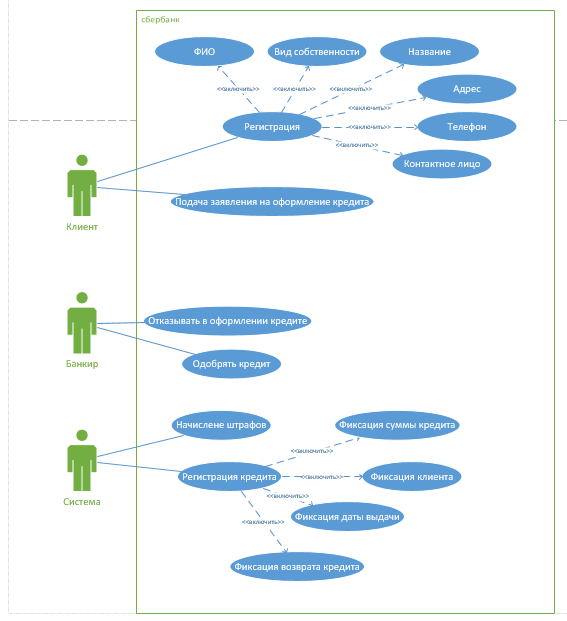 сбербанк
ФИО
Вид собственности
Название
<<включить>>
<<включить>>
<<включить>>
Адрес
<<включить>>
Регистрация
<<включить>>
Телефон
<<включить>>
Контактное лицо
Клиент
Подача заявления на оформление кредита
Отказывать в оформлении кредите
Банкир
Одобрять кредит
Начислене штрафов
Фиксация суммы кредита
<<включить>>
Регистрация кредита
<<включить>>
Фиксация клиента
Система
<<включить>>
Фиксация даты выдачи
<<включить>>
Фиксация возврата кредита